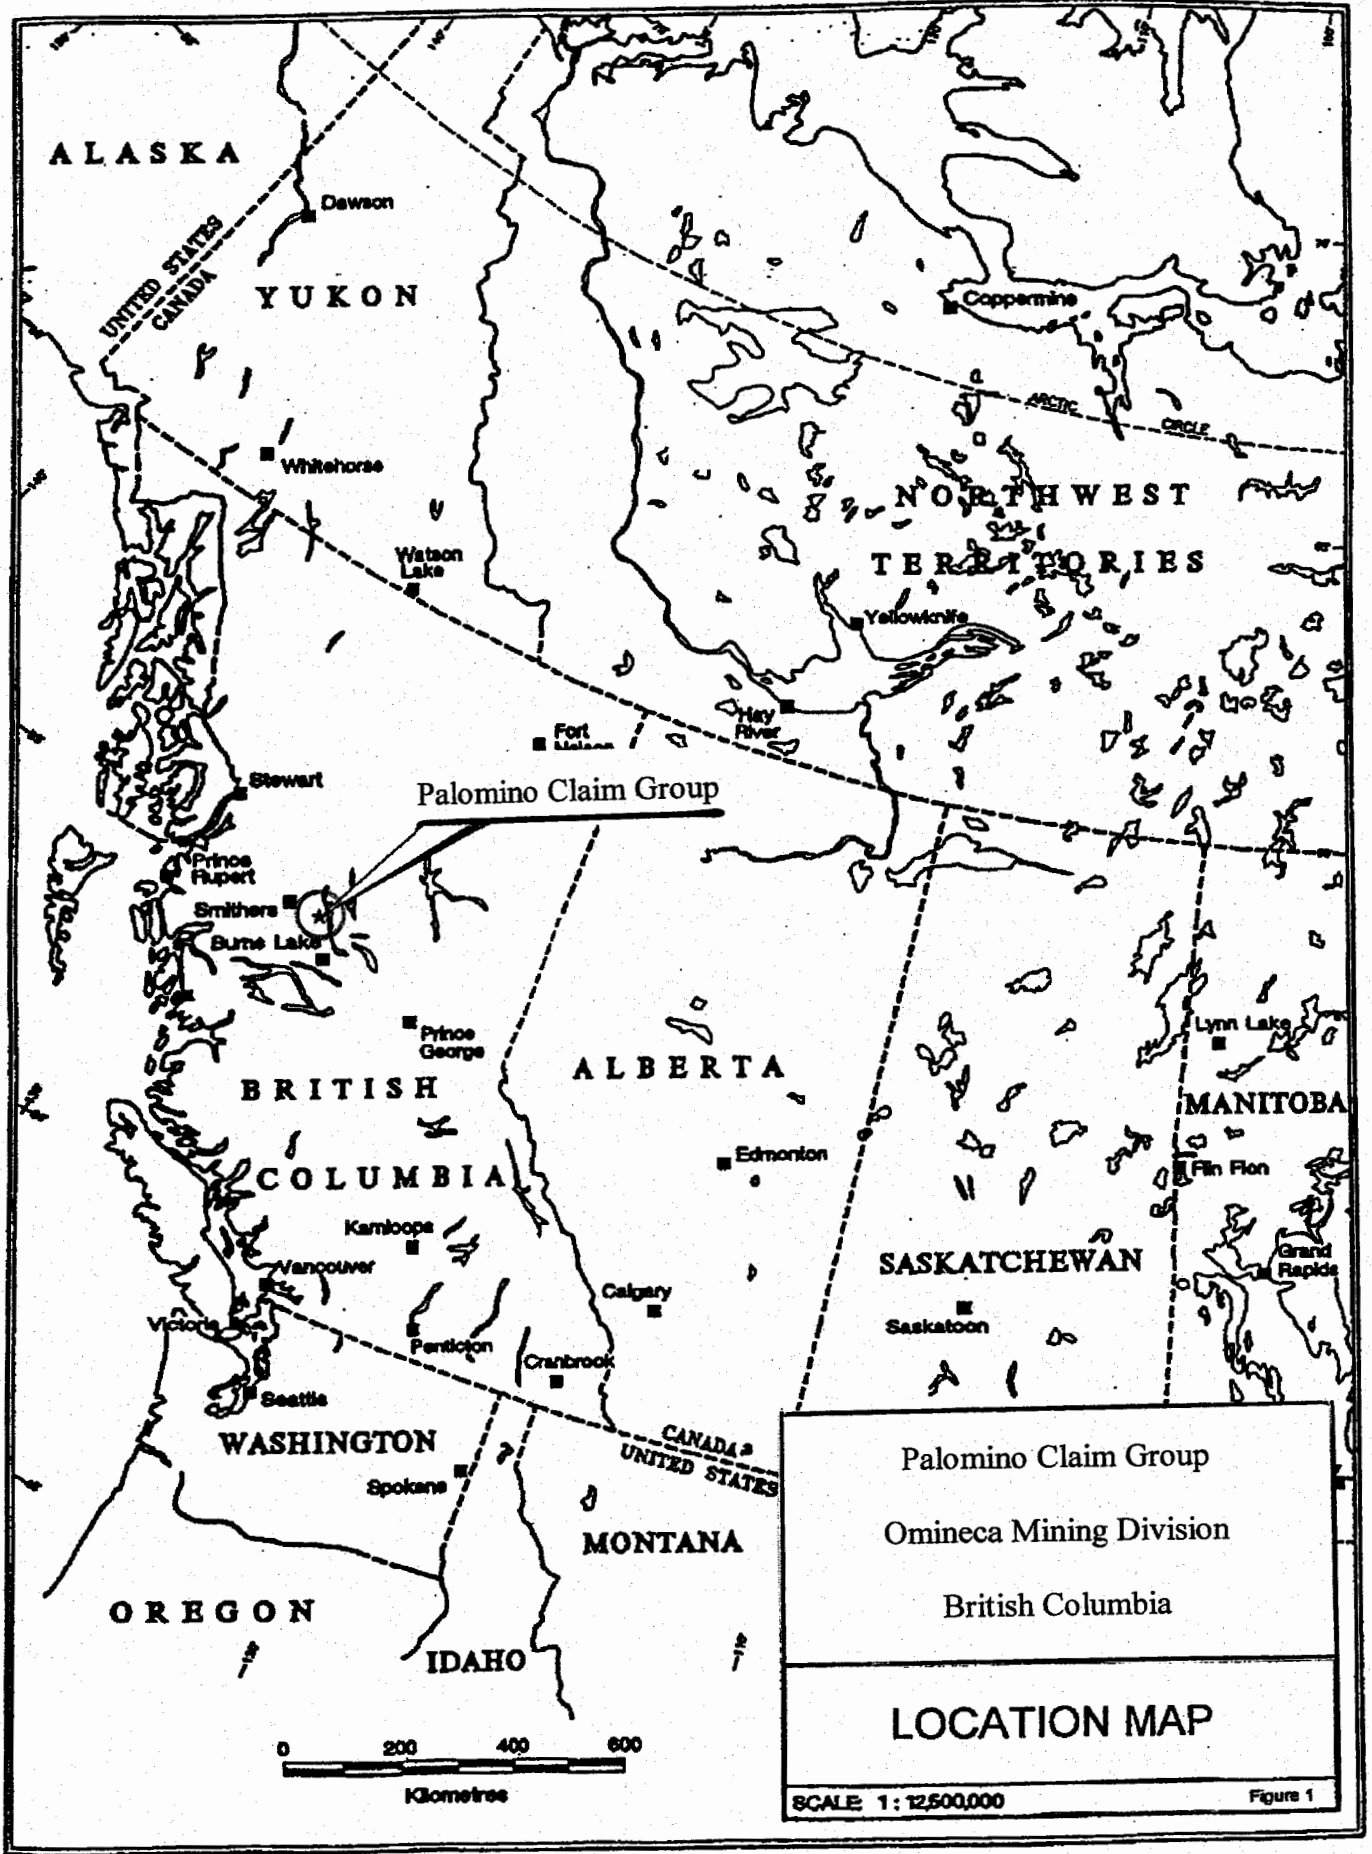 ALASKA
Dawson
UNITED STATES
CANADA
YUKON
Coppermine
ARCTIC CIRCLE
Whitehorse
NORTHWEST
TERRITORIES
Watson
Lake
Yellowknife
Hay
River
Fort
Nelson
Stewart
Palomino Claim Group
Prince
Rupert
Smithers
Burns Lake
Prince
George
Lynn Lake
BRITISH
ALBERTA
MANITOBA
COLUMBIA
Edmonton
Flin Flon
Kamloops
SASKATCHEWAN
Grand
Rapids
Vancouver
Calgary
Saskatoon
Victoria
Penticton
Cranbrook
Seattle
WASHINGTON
CANADA
UNITED STATES
Spokane
MONTANA
OREGON
IDAHO
Palomino Claim Group
Omineca Mining Division
British Columbia
LOCATION MAP
0 200 400 600
Kilometres
SCALE 1 : 12,500,000
Figure 1